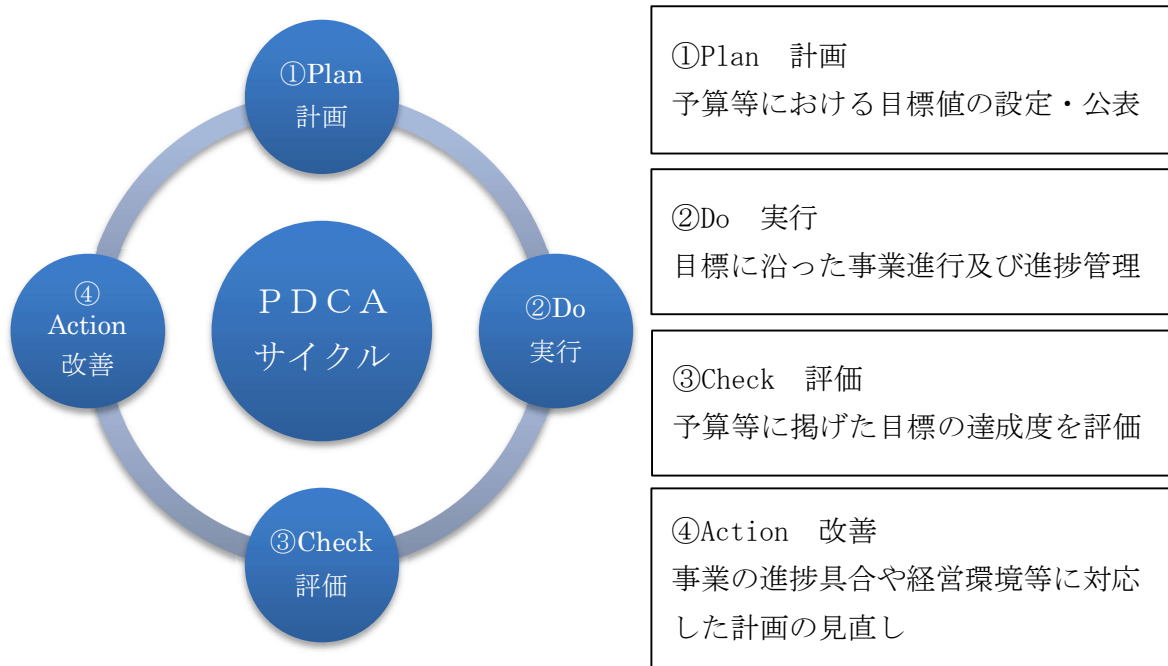 ①Plan
計画
④
Action
改善
PDCA
サイクル
②Do
実行
③Check
評価
①Plan 計画
予算等における目標値の設定・公表
②Do 実行
目標に沿った事業進行及び進捗管理
③Check 評価
予算等に掲げた目標の達成度を評価
④Action 改善
事業の進捗具合や経営環境等に対応
した計画の見直し